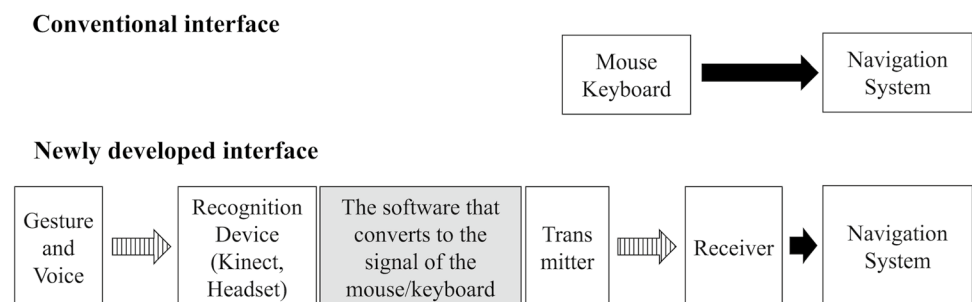 Conventional interface
Mouse
Keyboard
Navigation
System
Newly developed interface
Gesture
and
Voice
Recognition
Device
(Kinect,
Headset)
The software that
converts to the
signal of the
mouse/keyboard
Trans
mitter
Receiver
Navigation
System